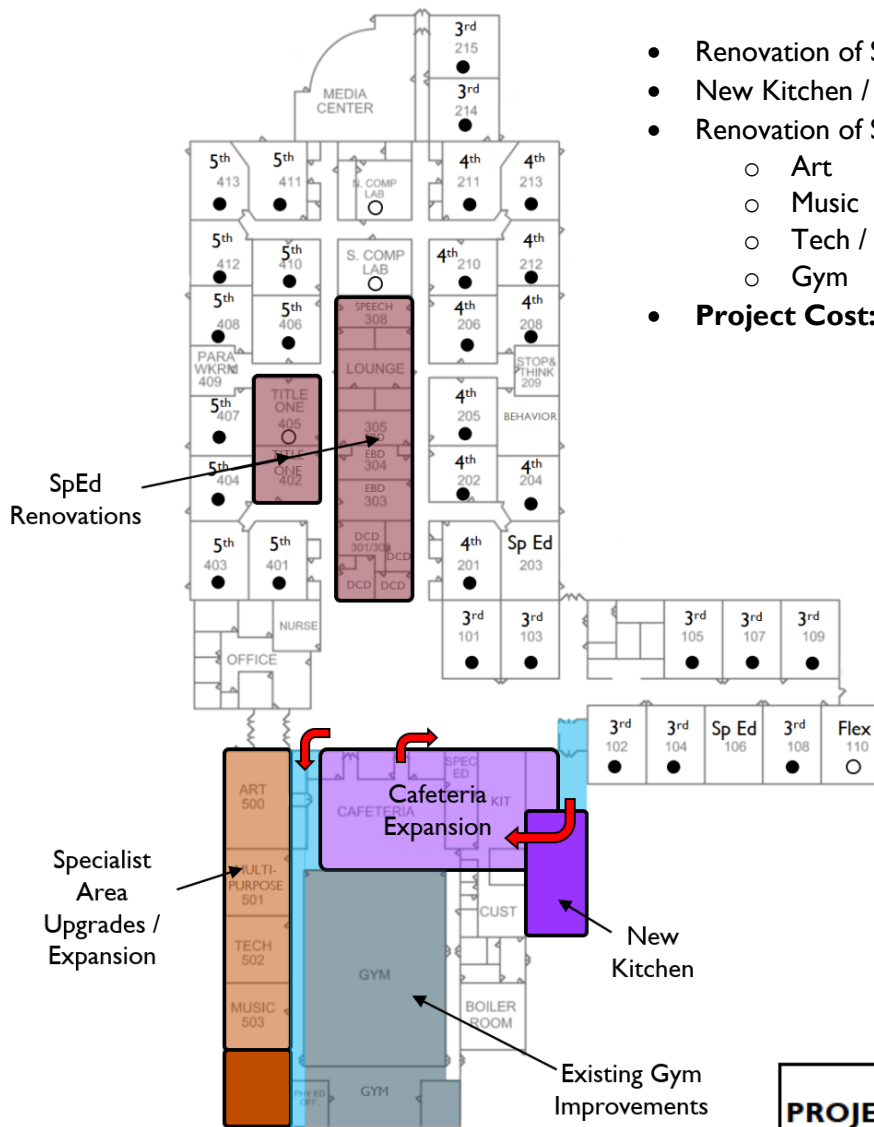 3rd
215
3rd
214
MEDIA
CENTER
• Renovation of S
• New Kitchen /
• Renovation of S
o Art
o Music
o Tech /
o Gym
• Project Cost:
5th
413
5th
411
N. COMP
LAB
4th
211
4th
213
5th
412
5th
410
S. COMP
LAB
4th
210
4th
212
5th
408
5th
406
SPEECH
308
4th
206
4th
208
PARA
WKRM
409
LOUNGE
STOP&
THINK
209
TITLE
ONE
405
5th
407
305
EBD
4th
205
BEHAVIOR
5th
404
TITLE
ONE
402
EBD
304
4th
202
4th
204
EBD
303
SpEd
Renovations
5th
403
5th
401
DCD
301/302
DCD
DCD
DCD
4th
201
Sp Ed
203
NURSE
OFFICE
3rd
101
3rd
103
3rd
105
3rd
107
3rd
109
3rd
102
3rd
104
Sp Ed
106
3rd
108
Flex
110
ART
500
SPEC
ED
CAFETERIA
KIT
Cafeteria
Expansion
Specialist
Area
Upgrades /
Expansion
MULTI-
PURPOSE
501
CUST
New
Kitchen
TECH
502
GYM
MUSIC
503
BOILER
ROOM
Existing Gym
Improvements
PHY ED
OFF.
GYM
PROJE